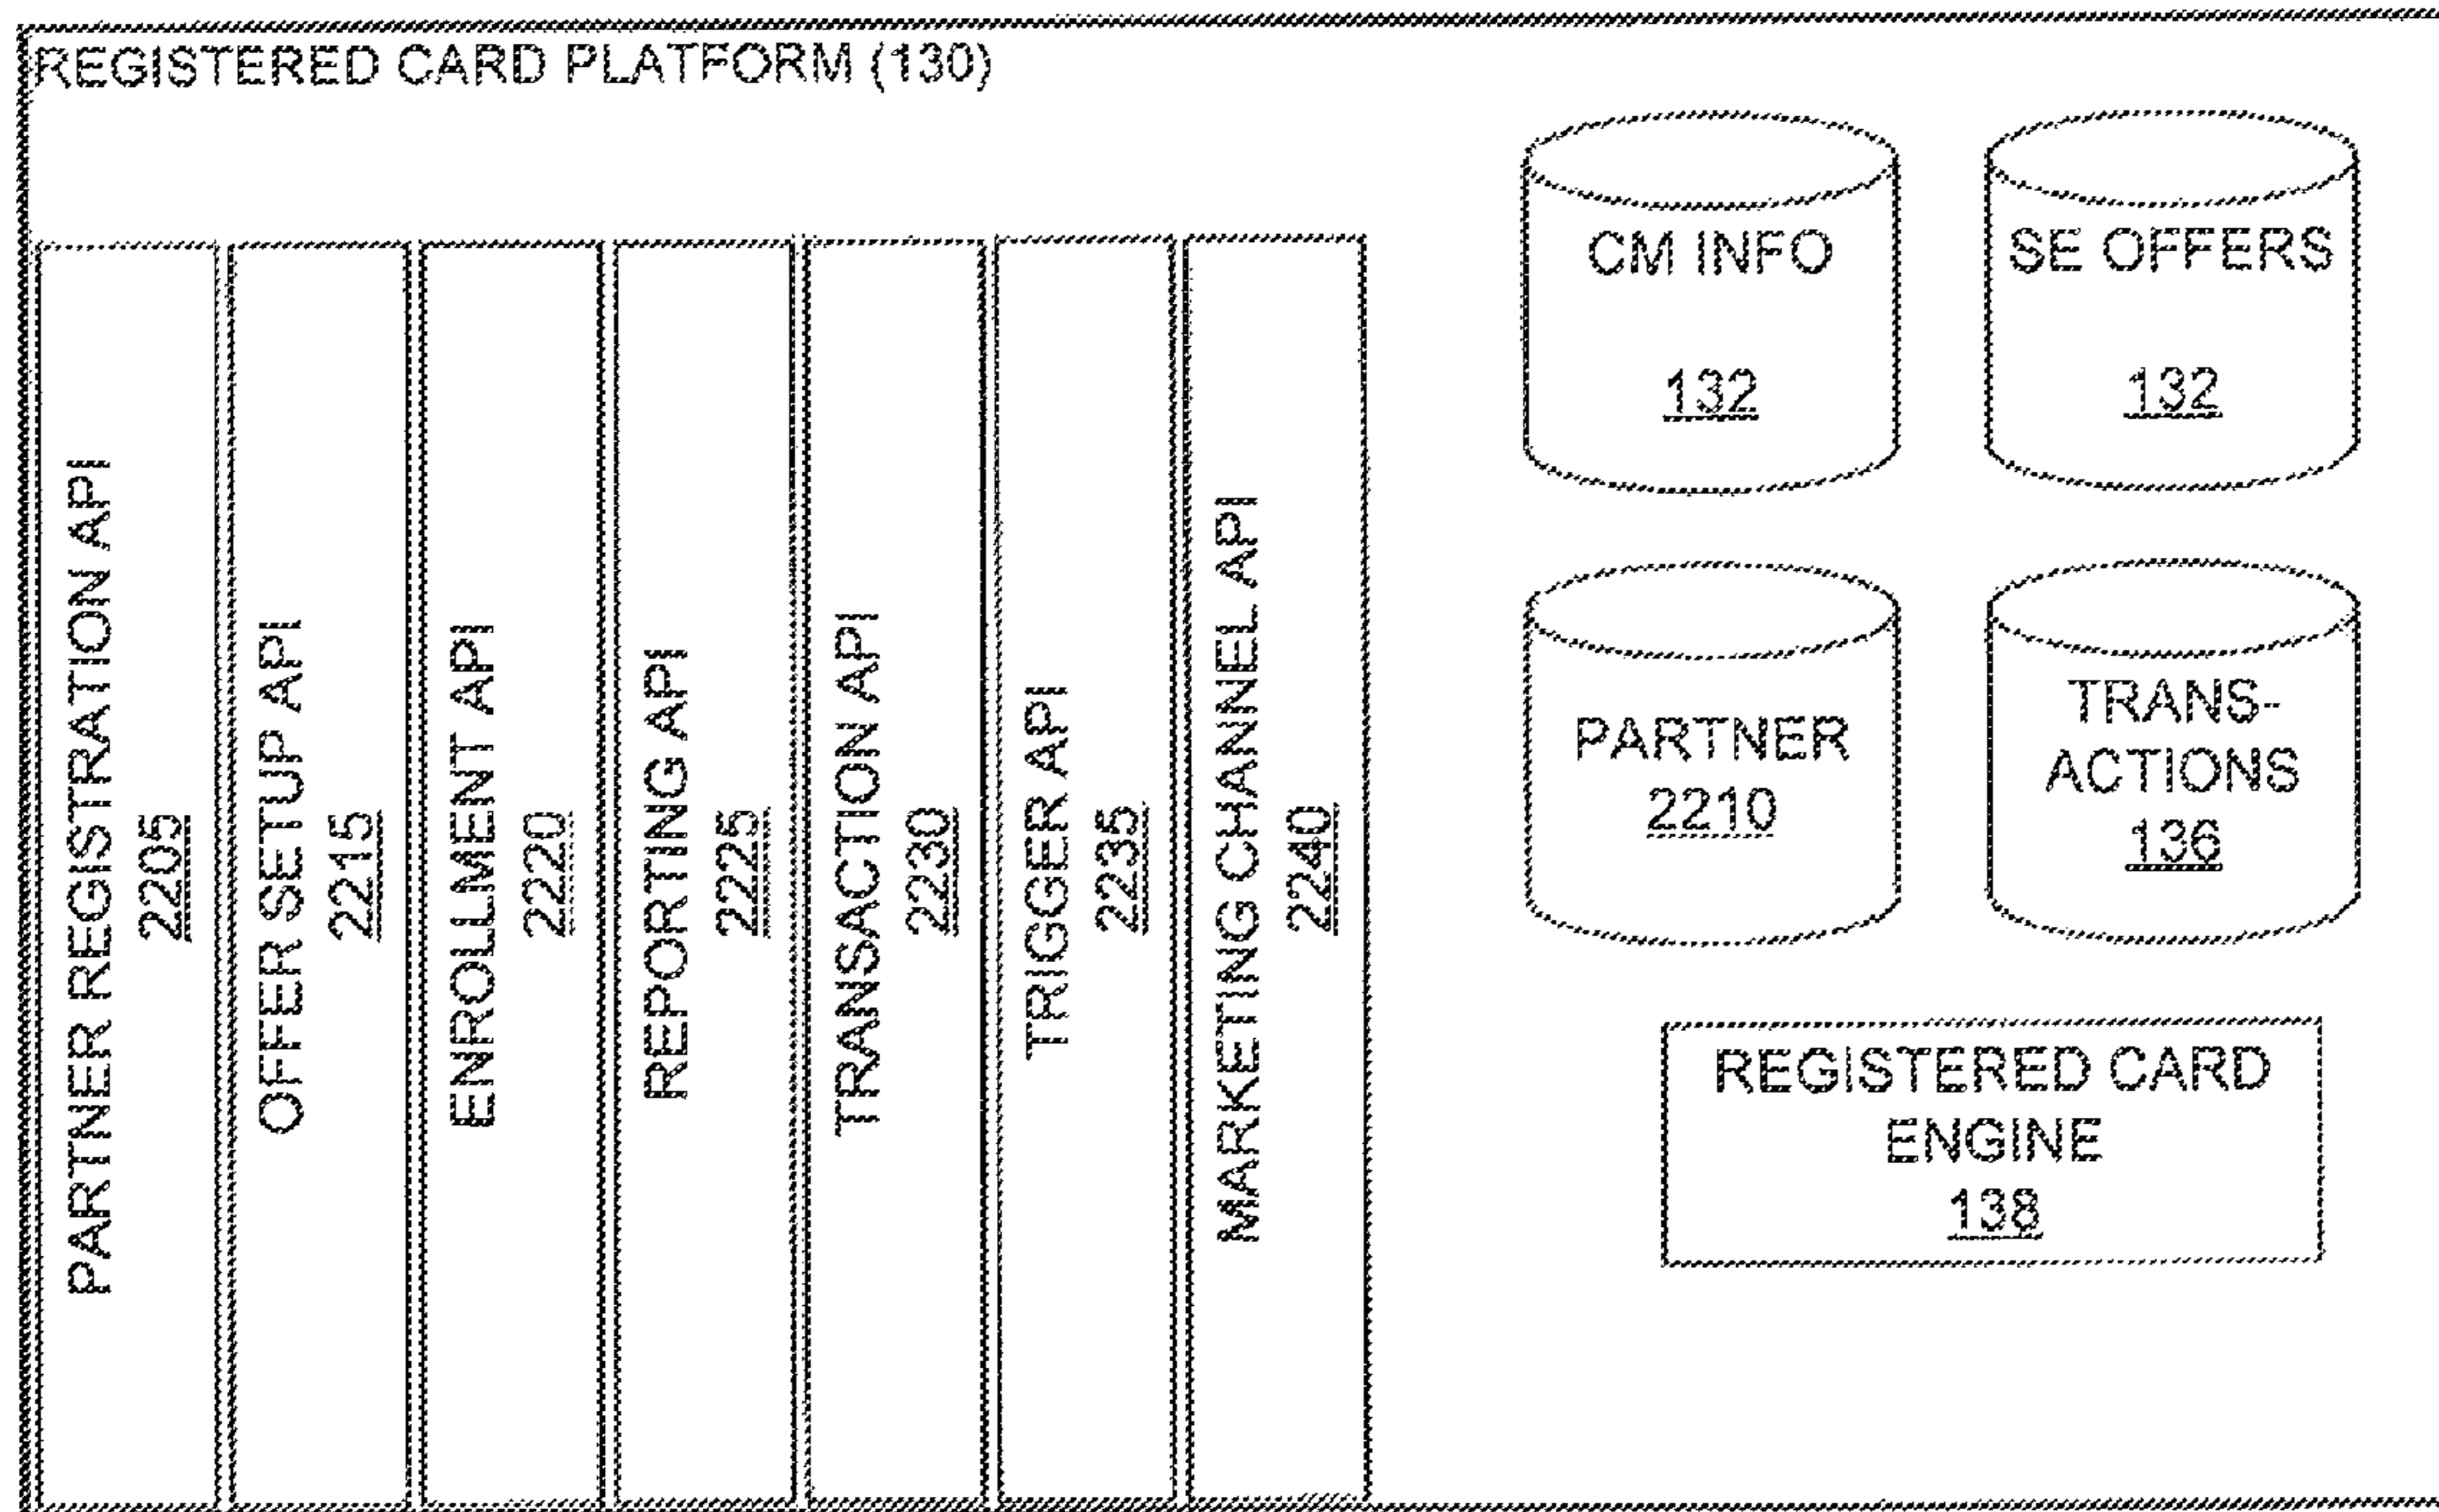 REGISTERED CARD PLATFORM (130)
PARTNER REGISTRATION API
2205
OFFER SETUP API
2215
ENROLLMENT API
2220
REPORTING API
2225
TRANSACTION API
2230
TRIGGER API
2235
MARKETING CHANNEL API
2240
CM INFO
132
SE OFFERS
132
PARTNER
2210
TRANS-
ACTIONS
136
REGISTERED CARD
ENGINE
138